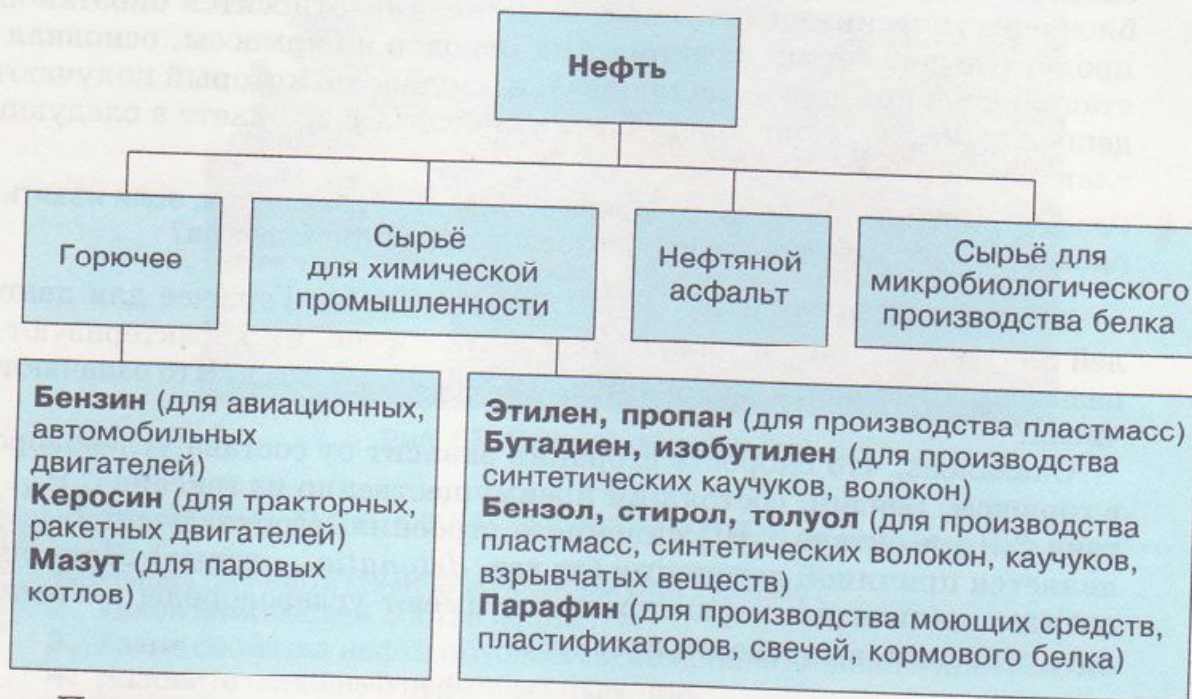 Нефть
Горючее
Сырьё
для химической
промышленности
Нефтяной
асфальт
Сырьё для
микробиологического
производства белка
Бензин (для авиационных,
автомобильных
двигателей)
Керосин (для тракторных,
ракетных двигателей)
Мазут (для паровых
котлов)
Этилен, пропан (для производства пластмасс)
Бутадиен, изобутилен (для производства
синтетических каучуков, волокон)
Бензол, стирол, толуол (для производства
пластмасс, синтетических волокон, каучуков,
взрывчатых веществ)
Парафин (для производства моющих средств,
пластификаторов, свечей, кормового белка)